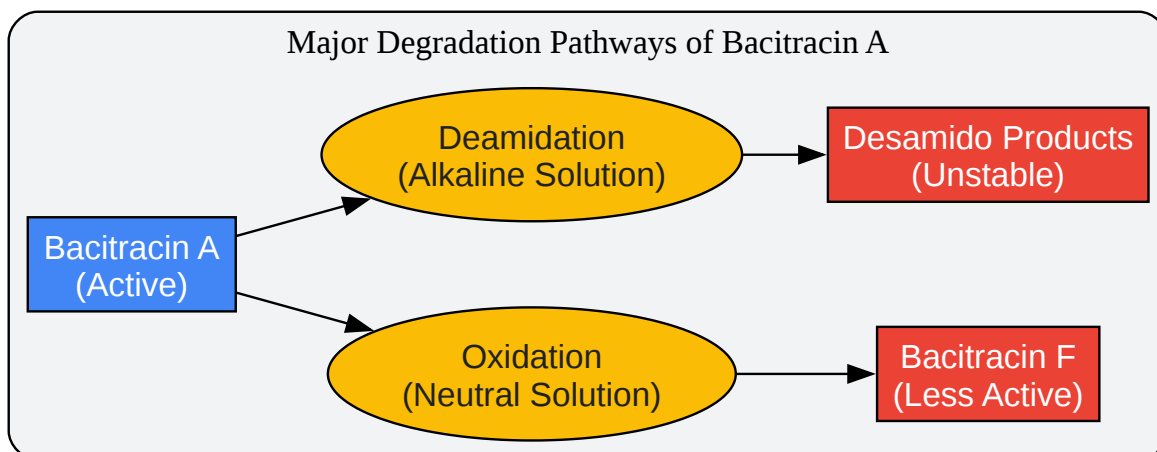 Major Degradation Pathways of Bacitracin A
Deamidation
(Alkaline Solution)
Desamido Products
(Unstable)
Bacitracin A
(Active)
Oxidation
(Neutral Solution)
Bacitracin F
(Less Active)